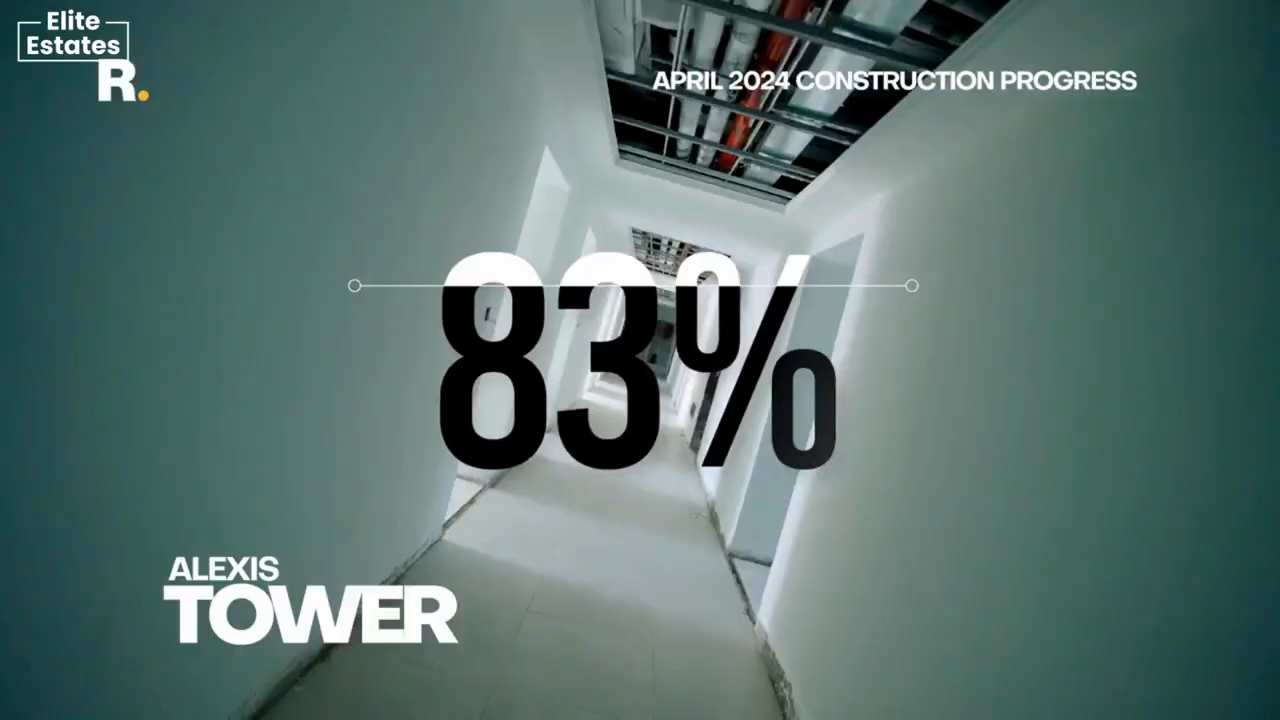 Elite
Estates
R.
APRIL 2024 CONSTRUCTION PROGRESS
83%
ALEXIS
TOWER